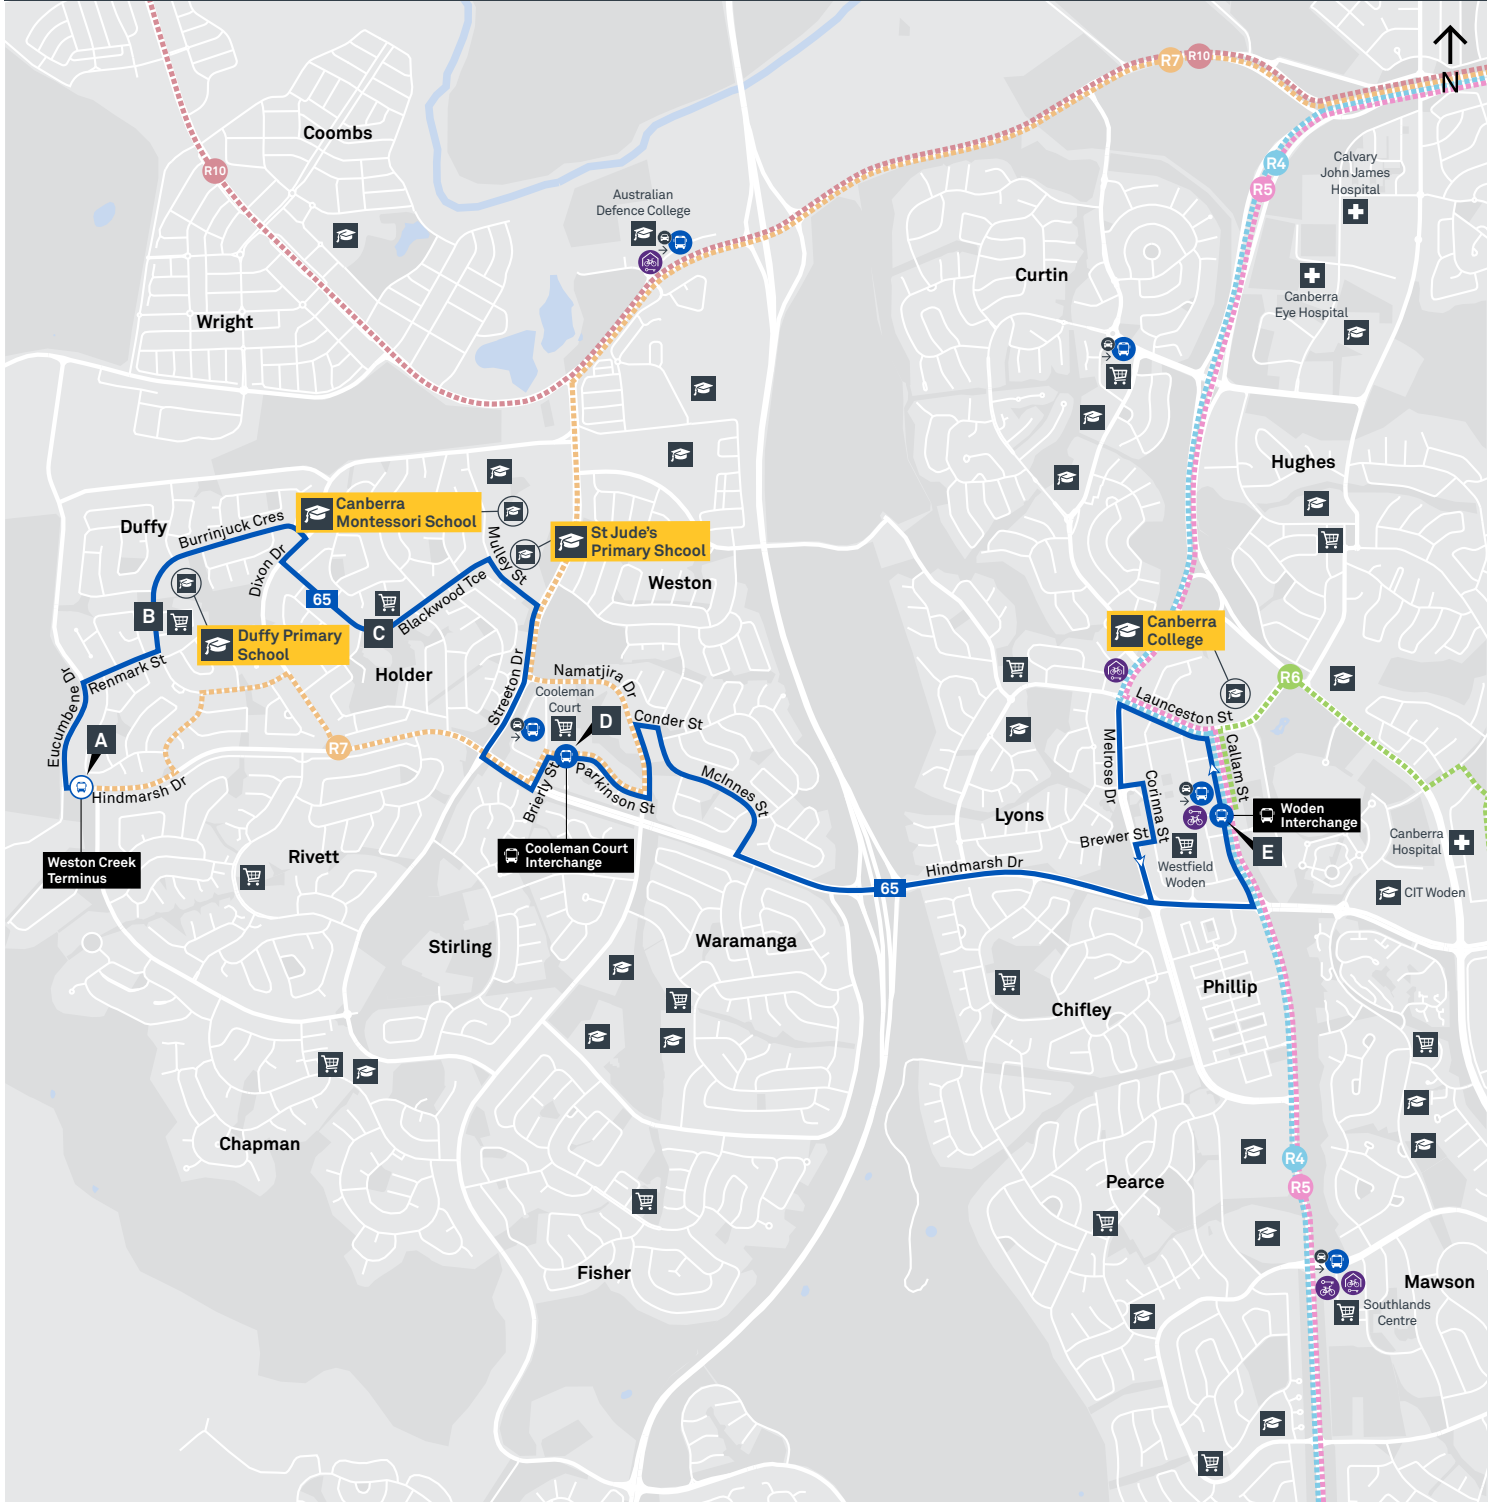 R7
R10
N
Coombs
R4
Calvary
John James
Hospital
R10
R5
Australian
Defence College
Curtin
Canberra
Eye Hospital
Wright
Hughes
Canberra
Montessori School
Duffy
Burrinjuck Cres
St Jude's
Primary Shcool
Mulley St
Dixon Dr
Weston
65
Blackwood Tce
B
C
Canberra
College
Duffy Primary
School
Renmark St
Holder
Namatjira Dr
R6
Eucumbene Dr
Streeton Dr
Cooleman
Court
D
Conder St
Launceston St
A
R7
Callam St
Melrose Dr
Corinna St
McInnes St
Hindmarsh Dr
Brierly St
Parkinson St
Lyons
Woden
Interchange
Brewer St
Canberra
Hospital
Cooleman Court
Interchange
E
Rivett
Weston Creek
Terminus
Hindmarsh Dr
Westfield
Woden
65
CIT Woden
Stirling
Waramanga
Phillip
Chifley
Chapman
R4
Pearce
R5
Fisher
Mawson
Southlands
Centre